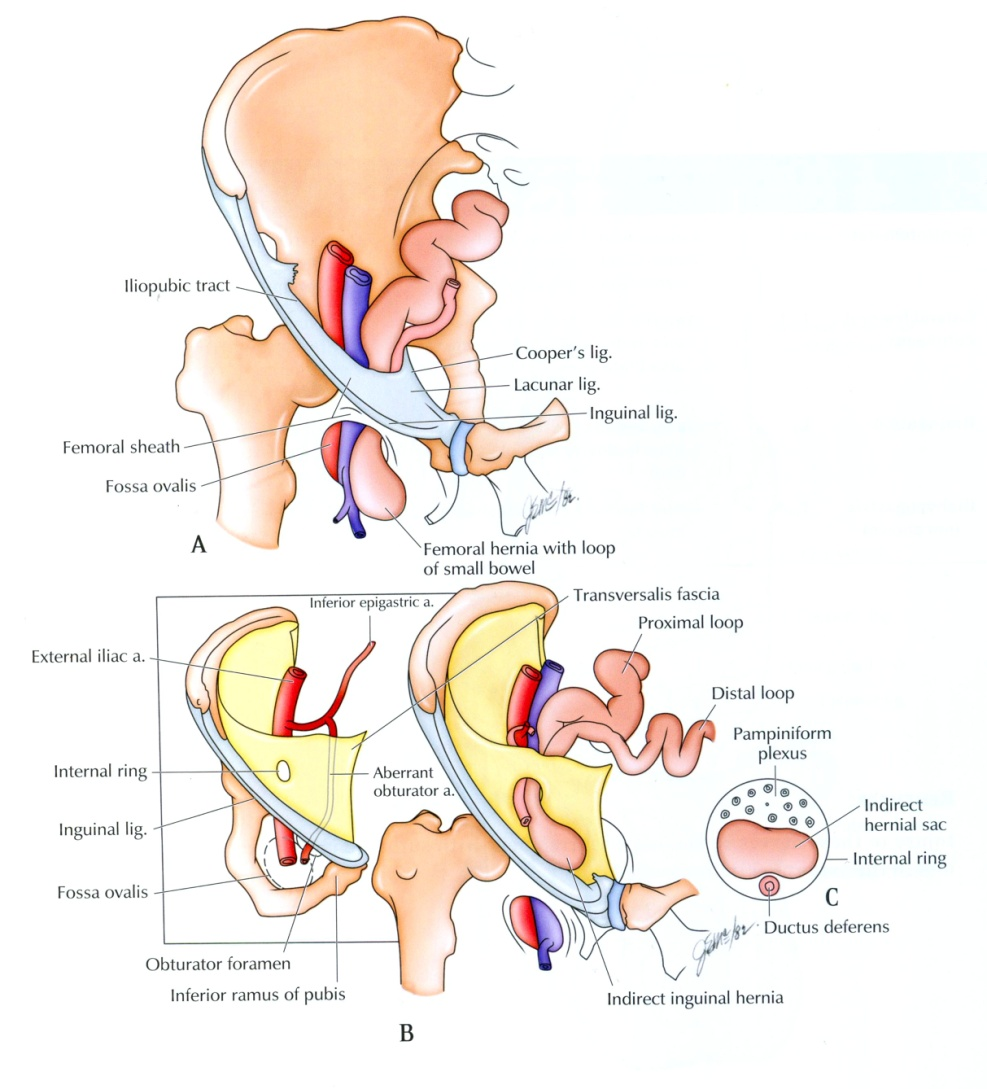 Iliopubic tract
Cooper's lig.
Lacunar lig.
Inguinal lig.
Femoral sheath
Fossa ovalis
A
Femoral hernia with loop
of small bowel
Inferior epigastric a.
Transversalis fascia
Proximal loop
External iliac a.
Distal loop
Pampiniform
plexus
Internal ring
Aberrant
obturator a.
Indirect
hernial sac
Inguinal lig.
Internal ring
Fossa ovalis
C
Ductus deferens
Obturator foramen
Inferior ramus of pubis
Indirect inguinal hernia
B